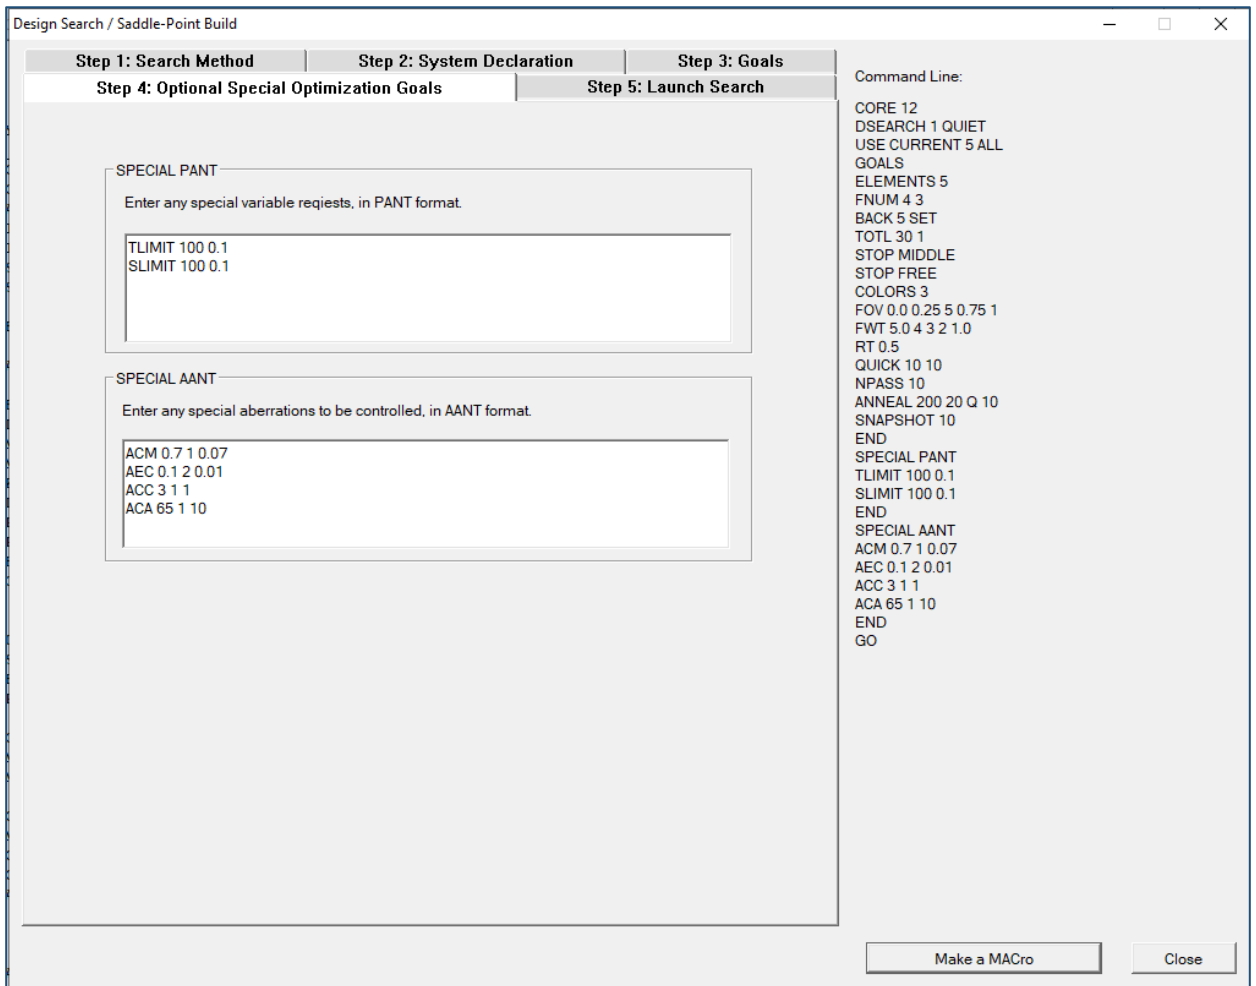 Design Search / Saddle-Point Build
Step 1: Search Method
Step 2: System Declaration
Step 3: Goals
Step 4: Optional Special Optimization Goals
Step 5: Launch Search
SPECIAL PANT
Enter any special variable reqiests, in PANT format.
TLIMIT 100 0.1
SLIMIT 100 0.1
SPECIAL AANT
Enter any special aberrations to be controlled, in AANT format.
ACM 0.7 1 0.07
AEC 0.1 2 0.01
ACC 3 1 1
ACA 65 1 10
Command Line:
CORE 12
DSEARCH 1 QUIET
USE CURRENT 5 ALL
GOALS
ELEMENTS 5
FNUM 4 3
BACK 5 SET
TOTL 30 1
STOP MIDDLE
STOP FREE
COLORS 3
FOV 0.0 0.25 5 0.75 1
FWT 5.0 4 3 2 1.0
RT 0.5
QUICK 10 10
NPASS 10
ANNEAL 200 20 Q 10
SNAPSHOT 10
END
SPECIAL PANT
TLIMIT 100 0.1
SLIMIT 100 0.1
END
SPECIAL AANT
ACM 0.7 1 0.07
AEC 0.1 2 0.01
ACC 3 1 1
ACA 65 1 10
END
GO
Make a MACro
Close